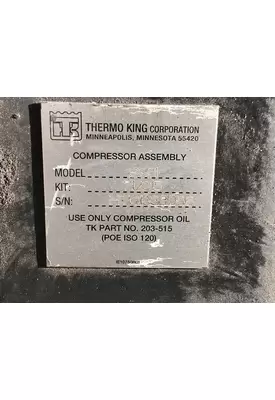 TK
THERMO KING CORPORATION
MINNEAPOLIS, MINNESOTA 55420
COMPRESSOR ASSEMBLY
MODEL
KIT:
S/N:
USE ONLY COMPRESSOR OIL
TK PART NO. 203-515
(POE ISO 120)